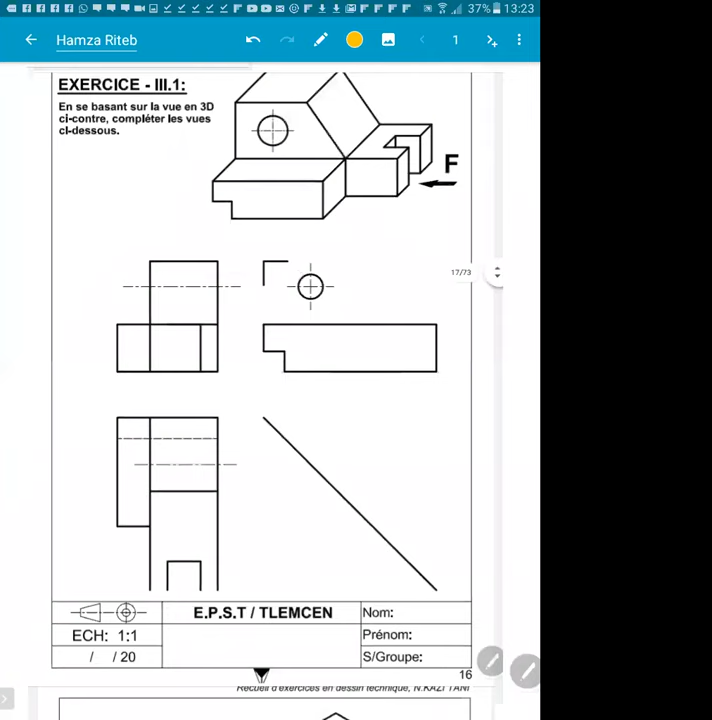 37% 13:23
Hamza Riteb
1
EXERCICE - III.1:
En se basant sur la vue en 3D
ci-contre, compléter les vues
ci-dessous.
F
17/73
E.P.S.T / TLEMCEN
Nom:
ECH: 1:1
Prénom:
/ / 20
S/Groupe:
16
Recueil d'exercices en dessin technique, N.KAZI TANI